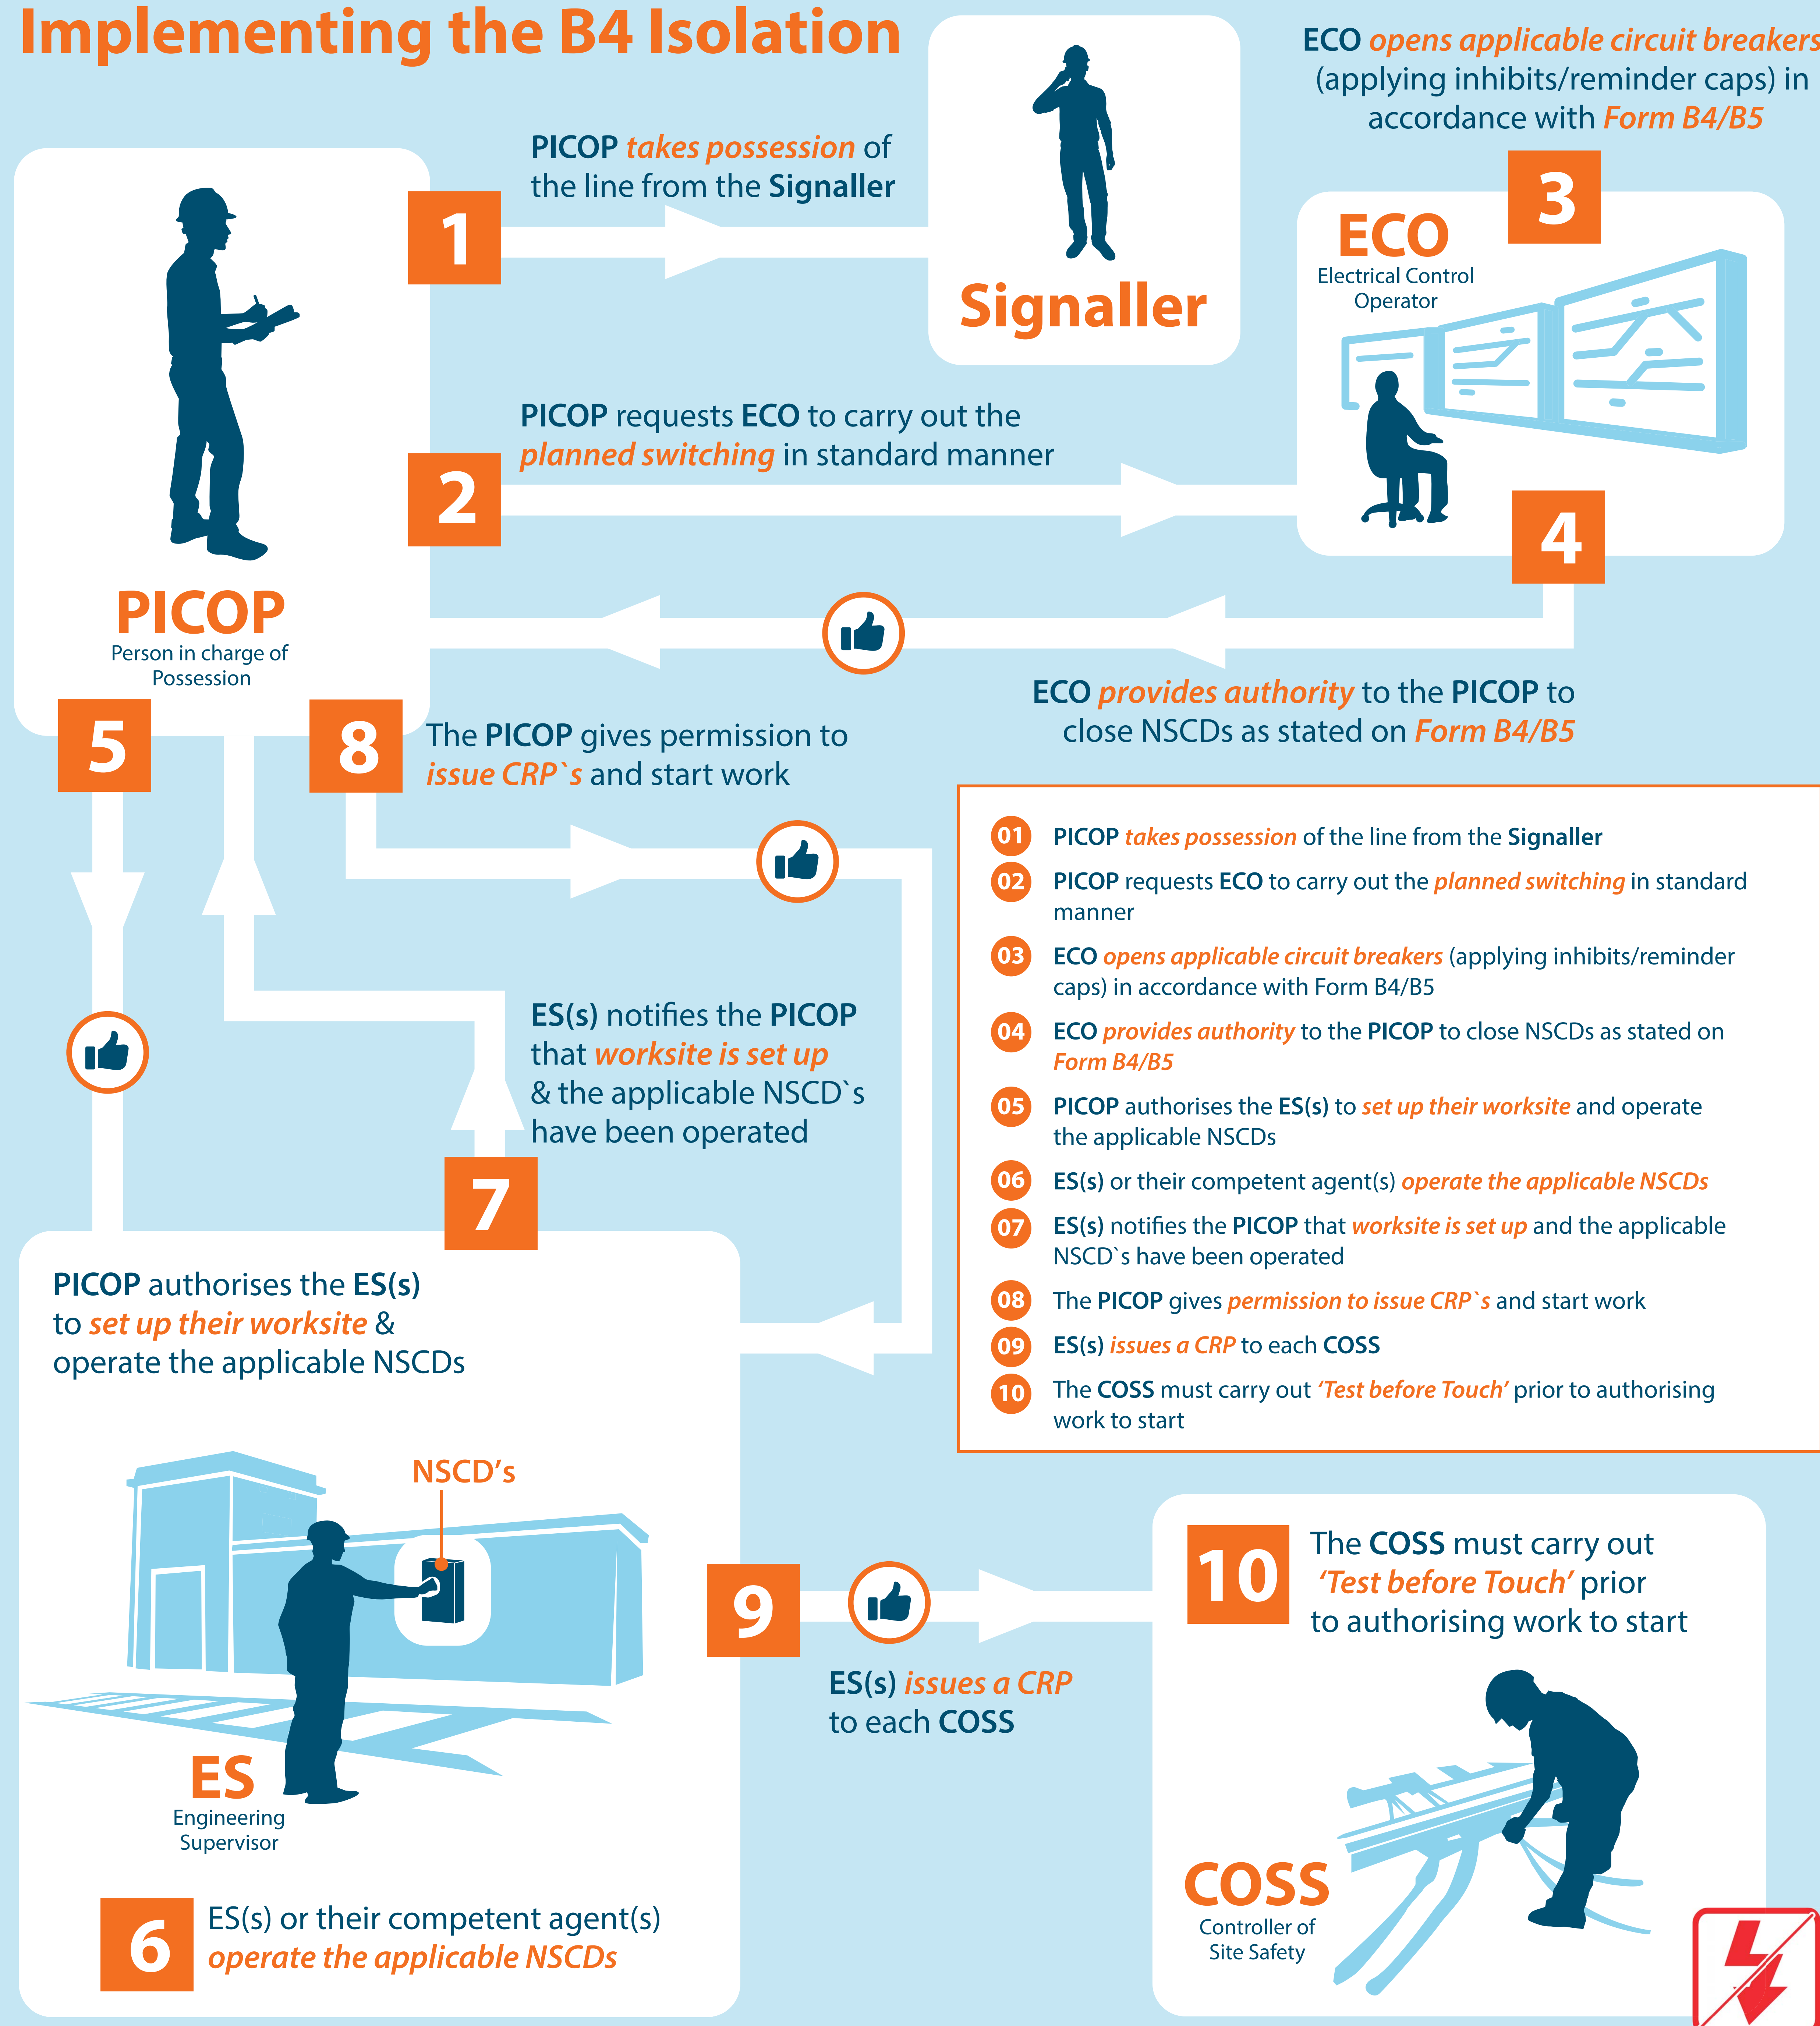 Implementing the B4 Isolation
PICOP takes possession of
the line from the Signaller
1
Signaller
ECO opens applicable circuit breakers
(applying inhibits/reminder caps) in
accordance with Form B4/B5
3
ECO
Electrical Control
Operator
PICOP requests ECO to carry out the
planned switching in standard manner
2
4
PICOP
Person in charge of
Possession
ECO provides authority to the PICOP to
close NSCDs as stated on Form B4/B5
5
8
The PICOP gives permission to
issue CRP`s and start work
01 PICOP takes possession of the line from the Signaller
02 PICOP requests ECO to carry out the planned switching in standard
manner
03 ECO opens applicable circuit breakers (applying inhibits/reminder
caps) in accordance with Form B4/B5
04 ECO provides authority to the PICOP to close NSCDs as stated on
Form B4/B5
05 PICOP authorises the ES(s) to set up their worksite and operate
the applicable NSCDs
06 ES(s) or their competent agent(s) operate the applicable NSCDs
07 ES(s) notifies the PICOP that worksite is set up and the applicable
NSCD`s have been operated
08 The PICOP gives permission to issue CRP`s and start work
09 ES(s) issues a CRP to each COSS
10 The COSS must carry out ‘Test before Touch’ prior to authorising
work to start
ES(s) notifies the PICOP
that worksite is set up
& the applicable NSCD`s
have been operated
7
PICOP authorises the ES(s)
to set up their worksite &
operate the applicable NSCDs
NSCD’s
ES
Engineering
Supervisor
6
ES(s) or their competent agent(s)
operate the applicable NSCDs
9
ES(s) issues a CRP
to each COSS
10
The COSS must carry out
‘Test before Touch’ prior
to authorising work to start
COSS
Controller of
Site Safety